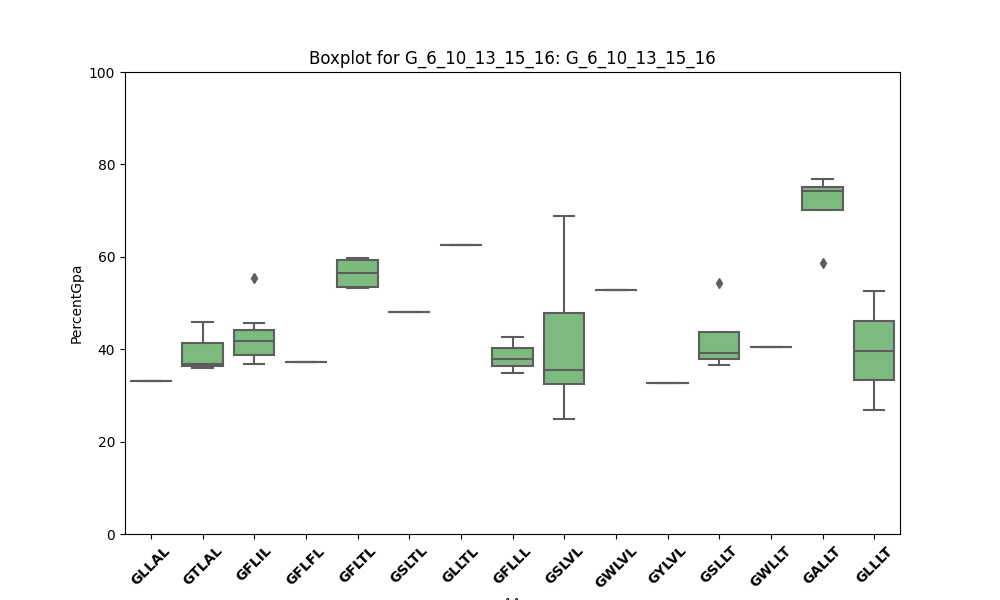 Boxplot for G_6_10_13_15_16: G_6_10_13_15_16
PercentGpa
100
80
60
40
20
0
GLLAL
GTLAL
GFLIL
GFLFL
GFLTL
GSLTL
GLLTL
GFLLL
GSLVL
GWLVL
GYLVL
GSLLT
GWLLT
GALLT
GLLLT